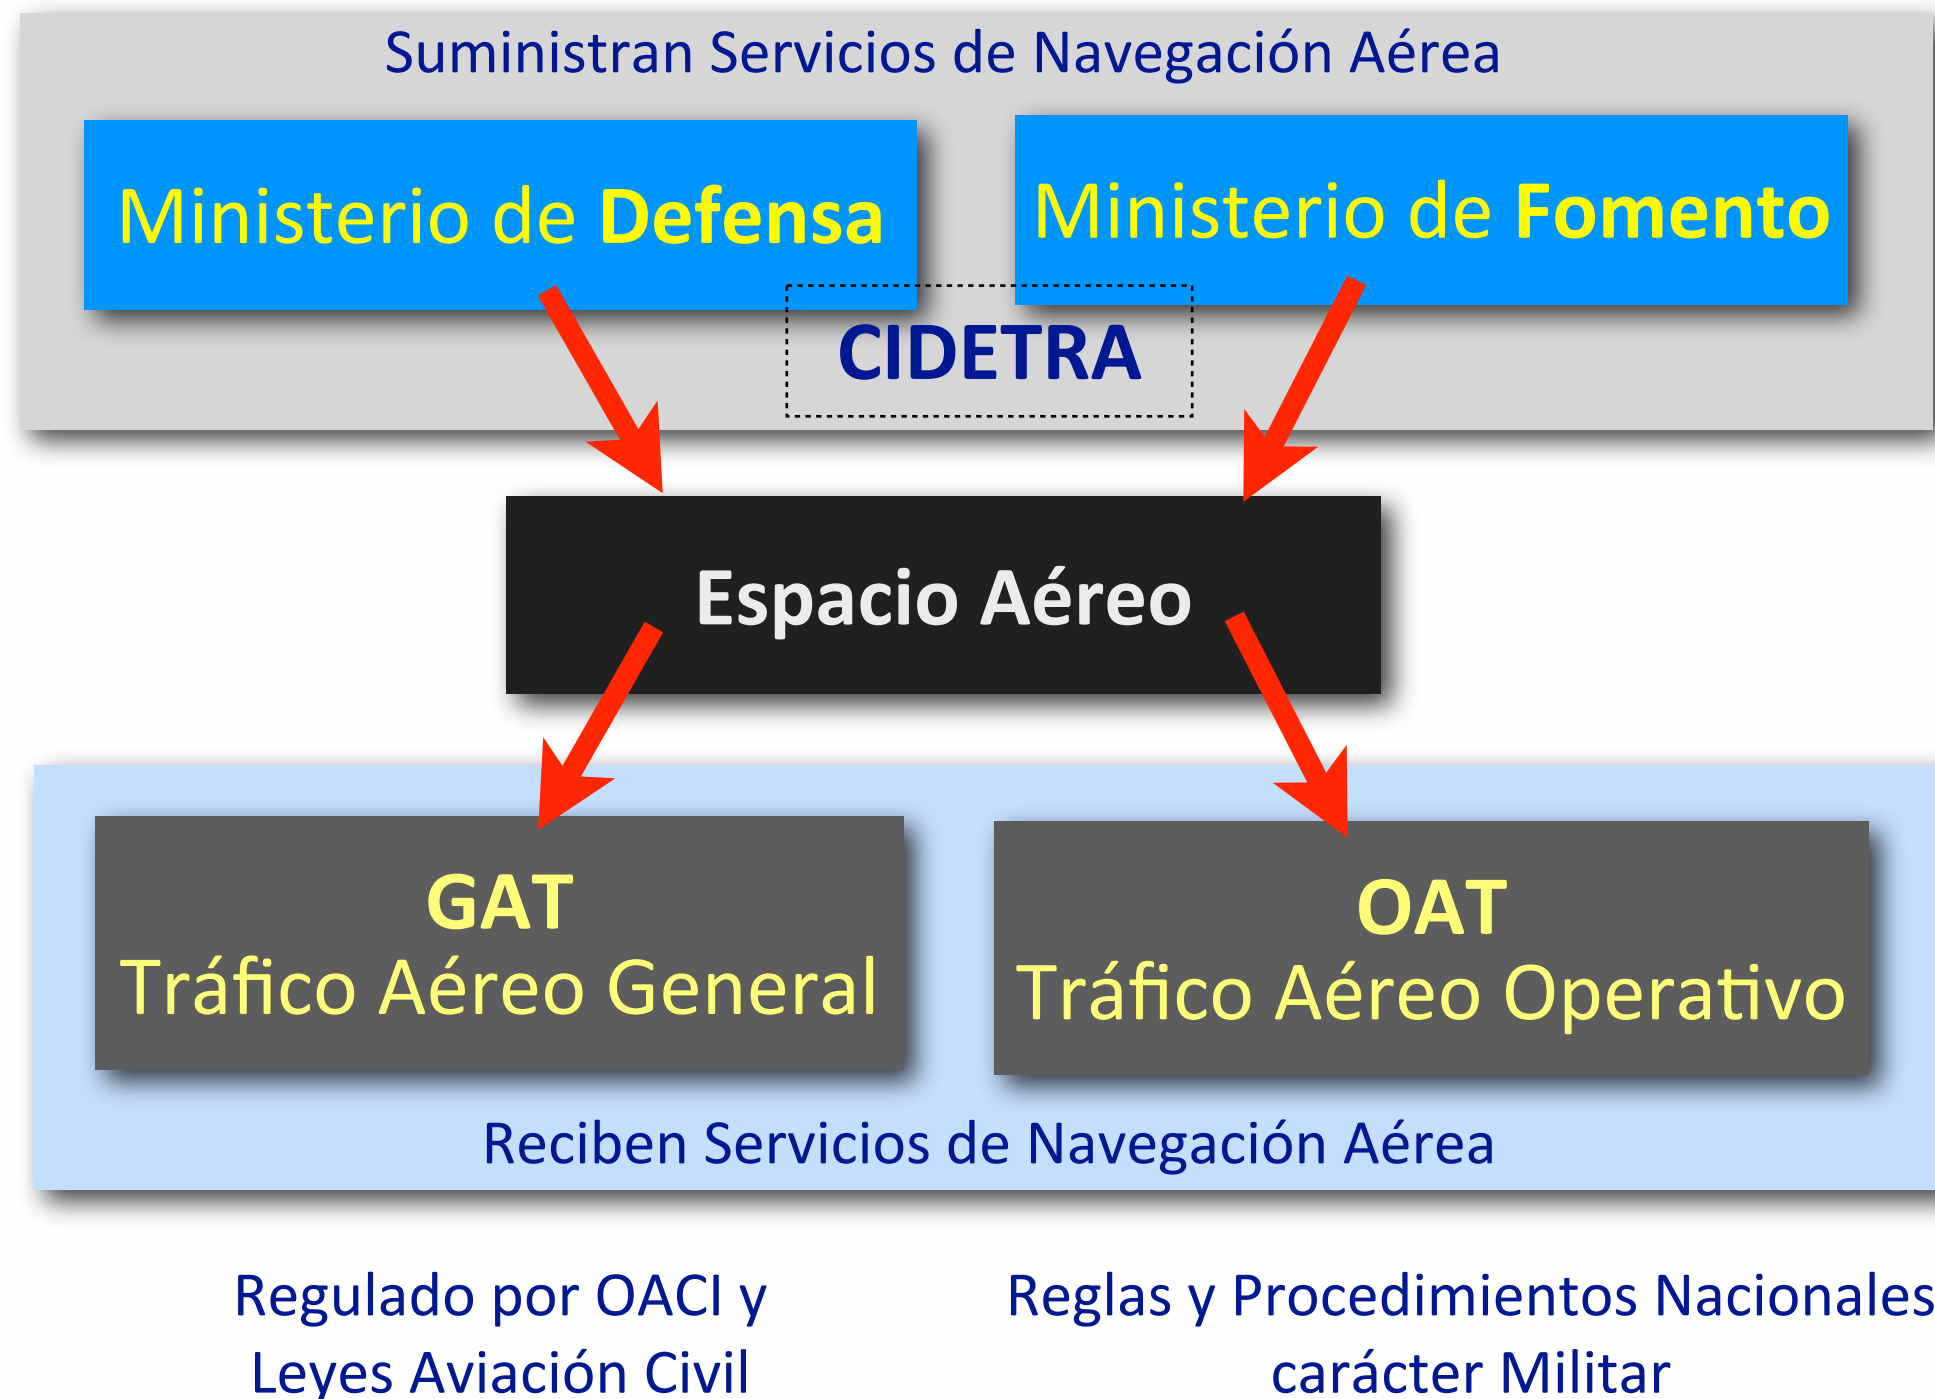 Suministran Servicios de Navegación Aérea
Ministerio de Defensa
Ministerio de Fomento
CIDETRA
Espacio Aéreo
GAT
Tráfico Aéreo General
OAT
Tráfico Aéreo Operativo
Reciben Servicios de Navegación Aérea
Regulado por OACI y
Leyes Aviación Civil
Reglas y Procedimientos Nacionales
carácter Militar